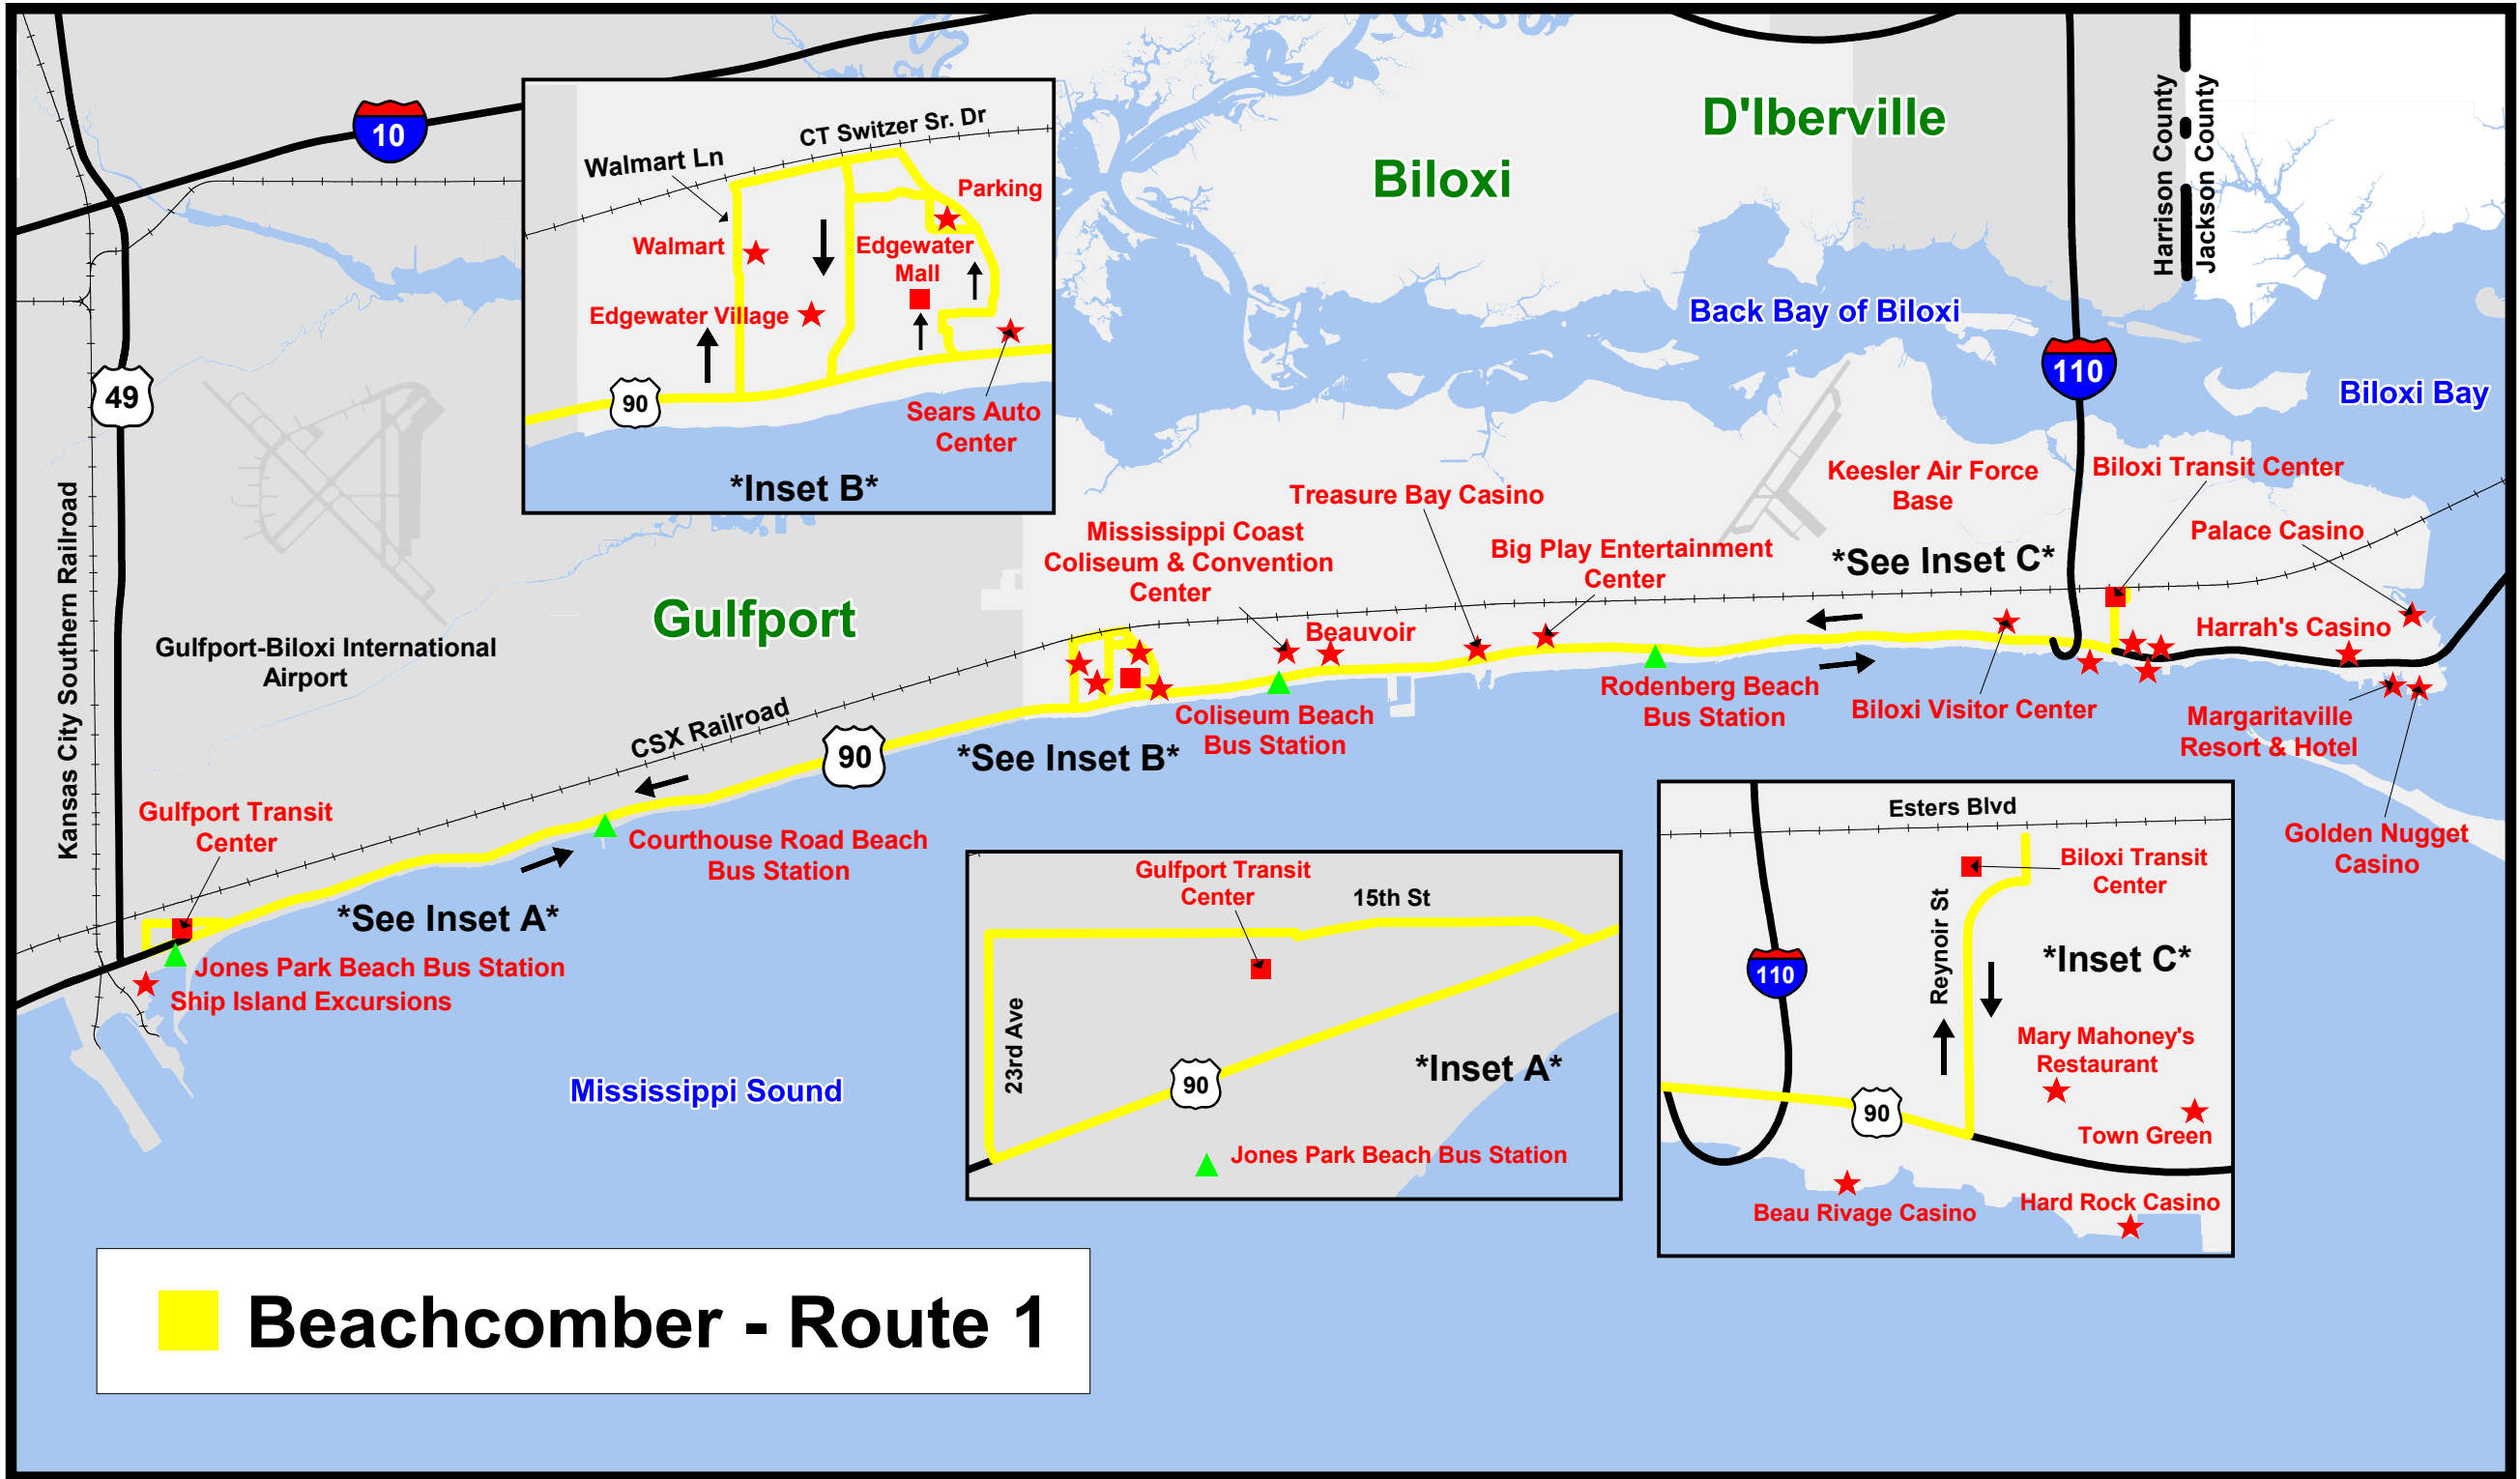 10
49
Kansas City Southern Railroad
Gulfport-Biloxi International
Airport
Gulfport
CSX Railroad
90
Gulfport Transit
Center
*See Inset A*
Jones Park Beach Bus Station
Ship Island Excursions
Courthouse Road Beach
Bus Station
Mississippi Sound
CT Switzer Sr. Dr
Walmart Ln
Parking
Walmart
Edgewater
Mall
Edgewater Village
90
Sears Auto
Center
*Inset B*
Biloxi
D'Iberville
Harrison County
Jackson County
Back Bay of Biloxi
110
Biloxi Bay
Keesler Air Force
Base
Biloxi Transit Center
Treasure Bay Casino
Mississippi Coast
Coliseum & Convention
Center
Big Play Entertainment
Center
*See Inset C*
Palace Casino
Beauvoir
Harrah's Casino
Coliseum Beach
Bus Station
*See Inset B*
Rodenberg Beach
Bus Station
Biloxi Visitor Center
Margaritaville
Resort & Hotel
Golden Nugget
Casino
Gulfport Transit
Center
15th St
23rd Ave
90
*Inset A*
Jones Park Beach Bus Station
Esters Blvd
Biloxi Transit
Center
Reynoir St
*Inset C*
110
Mary Mahoney's
Restaurant
90
Town Green
Hard Rock Casino
Beau Rivage Casino
Beachcomber - Route 1